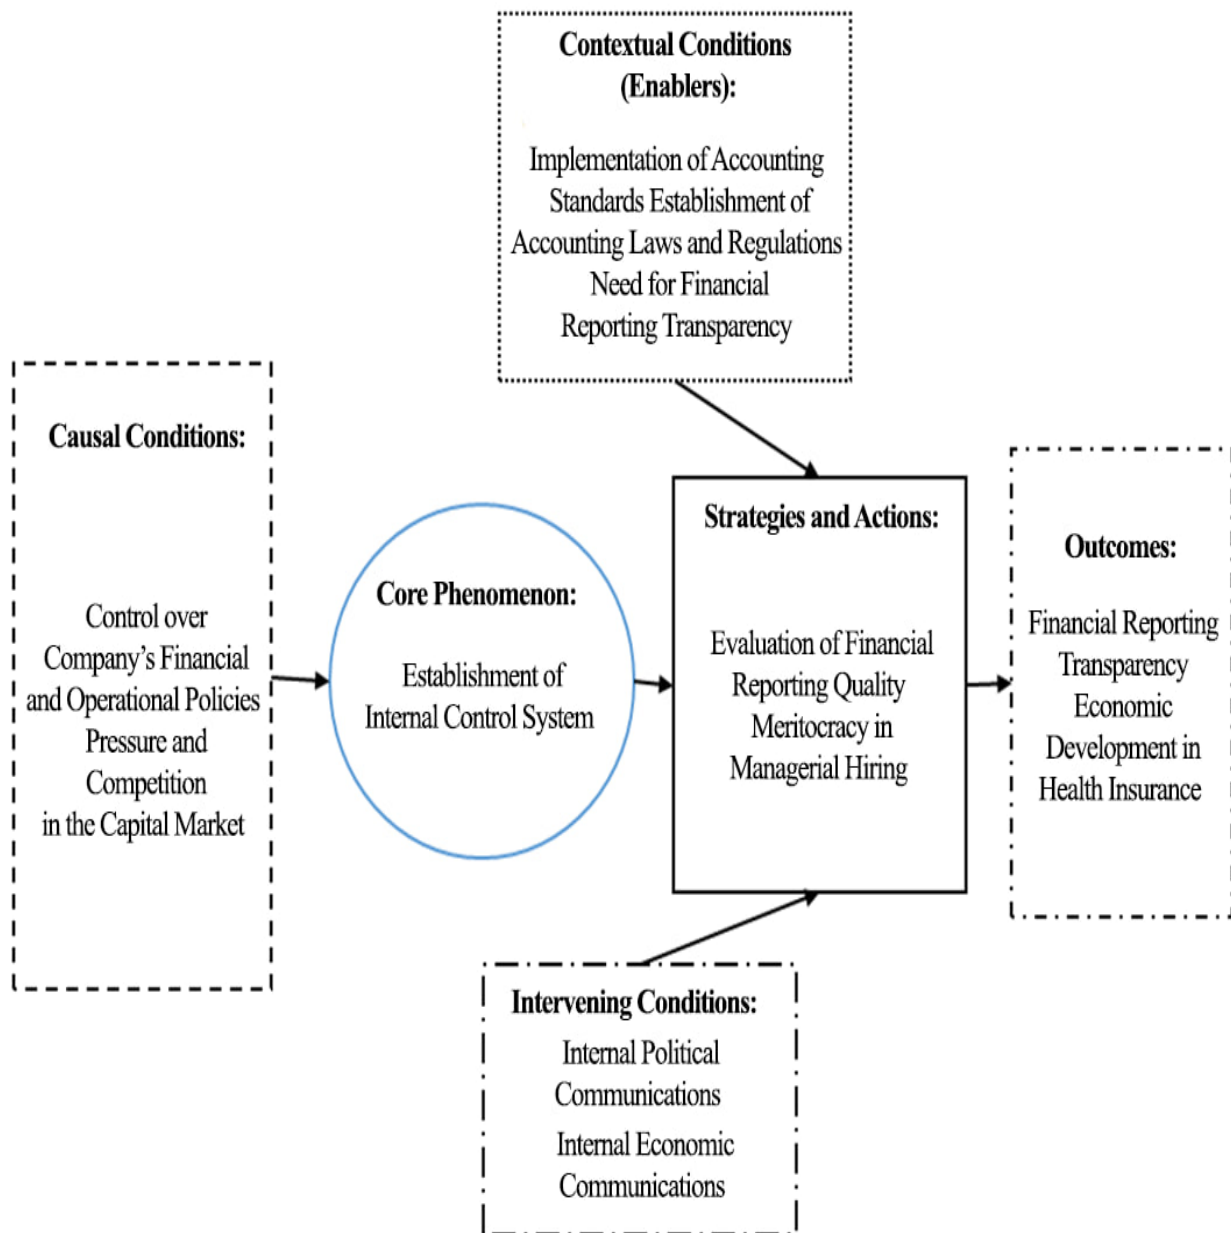 Contextual Conditions
(Enablers):
Implementation of Accounting
Standards Establishment of
Accounting Laws and Regulations
Need for Financial
Reporting Transparency
Causal Conditions:
Control over
Company's Financial
and Operational Policies
Pressure and
Competition
in the Capital Market
Core Phenomenon:
Establishment of
Internal Control System
Strategies and Actions:
Evaluation of Financial
Reporting Quality
Meritocracy in
Managerial Hiring
Outcomes:
Financial Reporting
Transparency
Economic
Development in
Health Insurance
Intervening Conditions:
Internal Political
Communications
Internal Economic
Communications